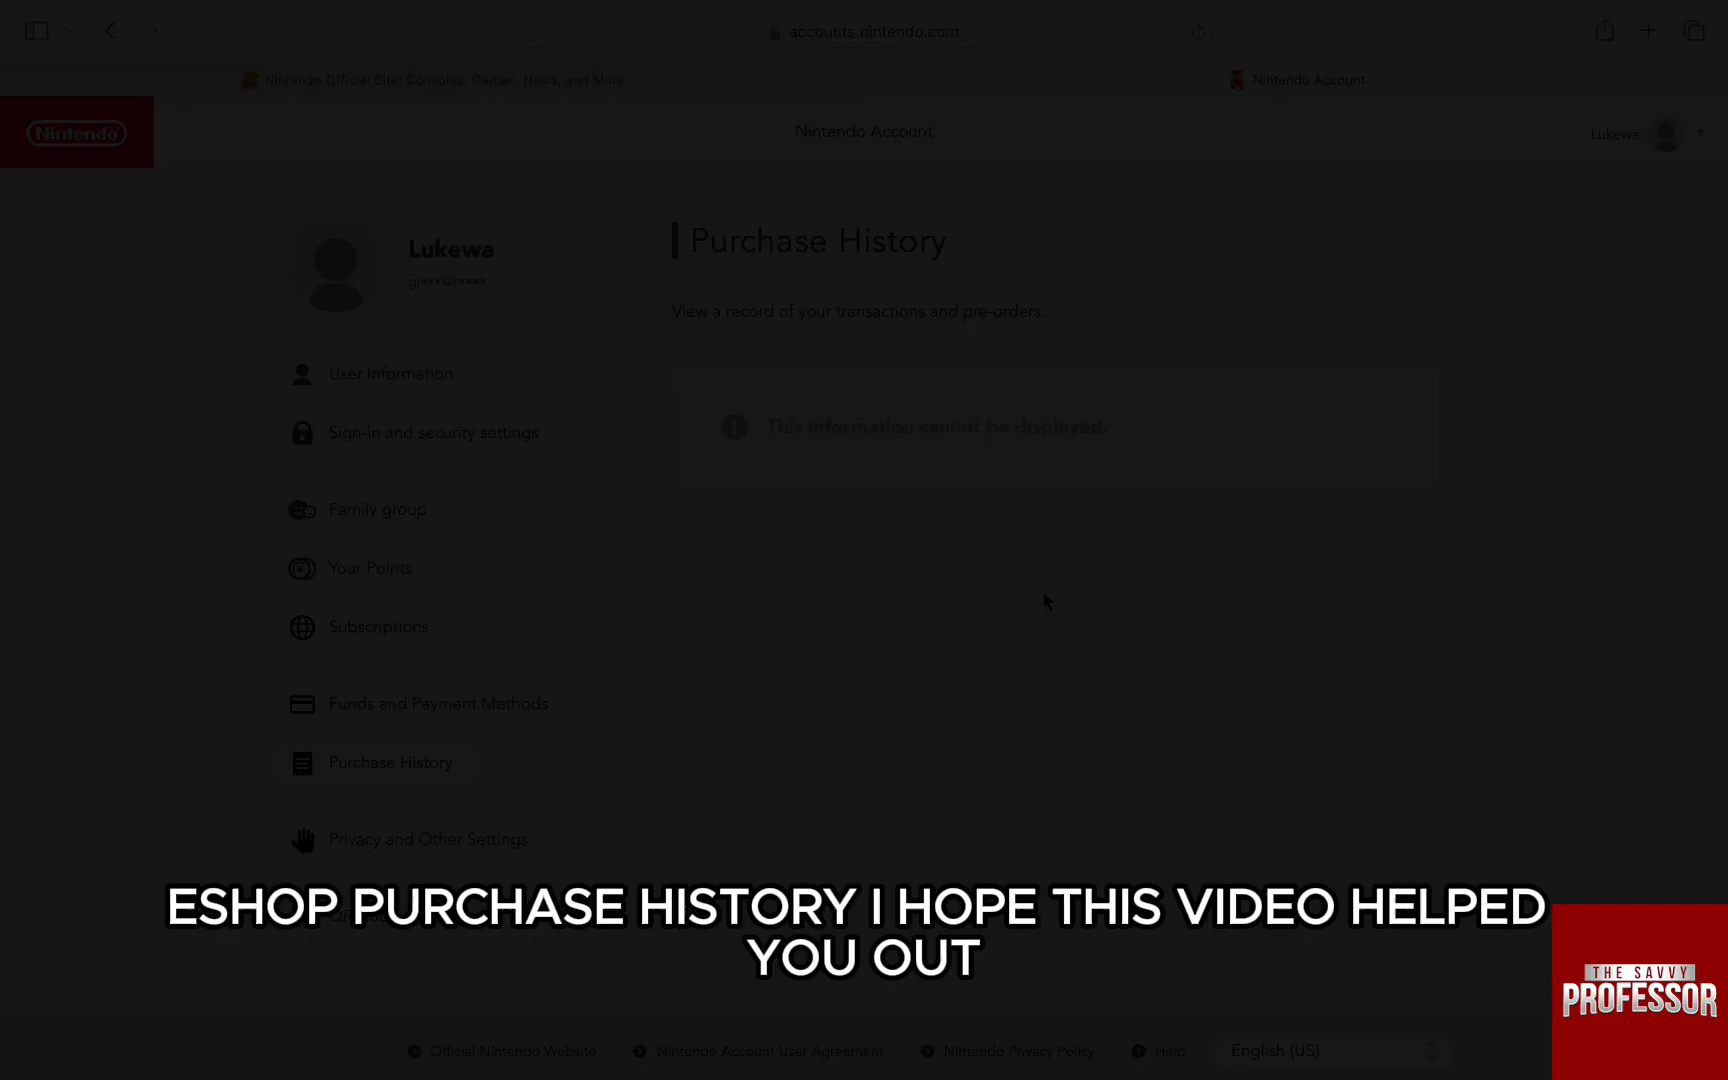 accounts.nintendo.com
Nintendo Official Site: Consoles, Games, News, and More
Nintendo Account
Nintendo
Nintendo Account
Lukewa
Lukewa
gi•••@r••••
Purchase History
View a record of your transactions and pre-orders.
This information cannot be displayed.
User Information
Sign-in and security settings
Family group
Your Points
Subscriptions
Funds and Payment Methods
Purchase History
Privacy and Other Settings
ESHOP PURCHASE HISTORY I HOPE THIS VIDEO HELPED
YOU OUT
THE SAVVY
PROFESSOR
Official Nintendo Website
Nintendo Account User Agreement
Nintendo Privacy Policy
Help
English (US)